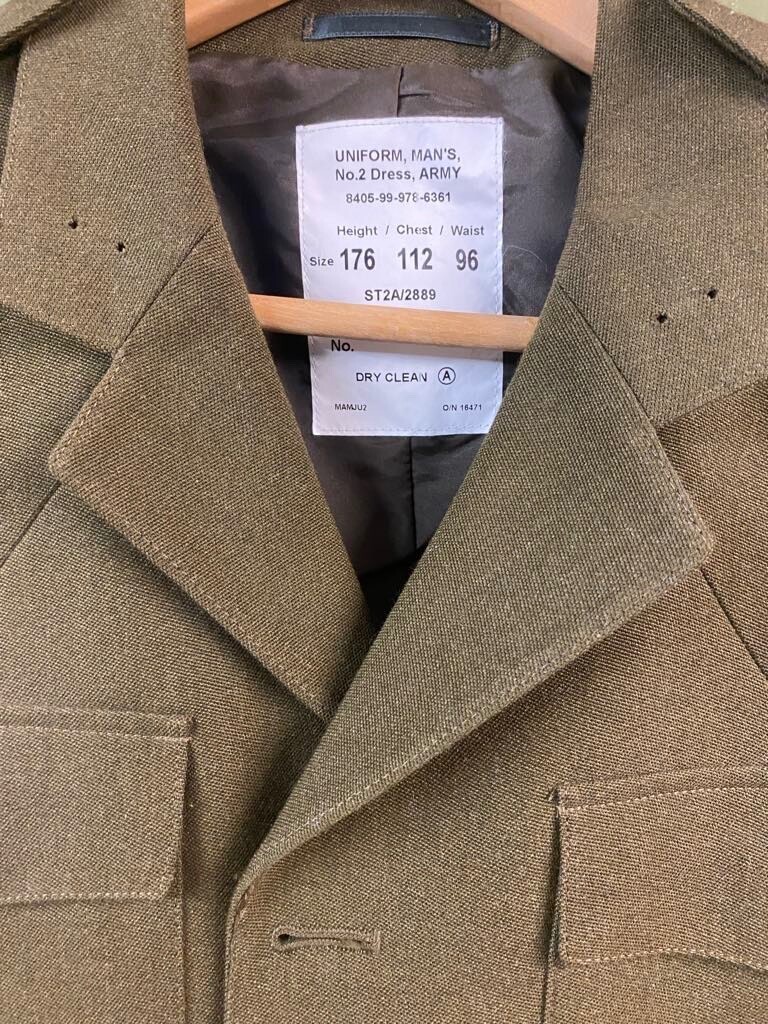 UNIFORM, MAN'S,
No.2 Dress, ARMY
8405-99-978-6361
Height / Chest / Waist
Size 176 112 96
ST2A/2889
No.
DRY CLEAN Ⓐ
MAMJU2 O/N 16471